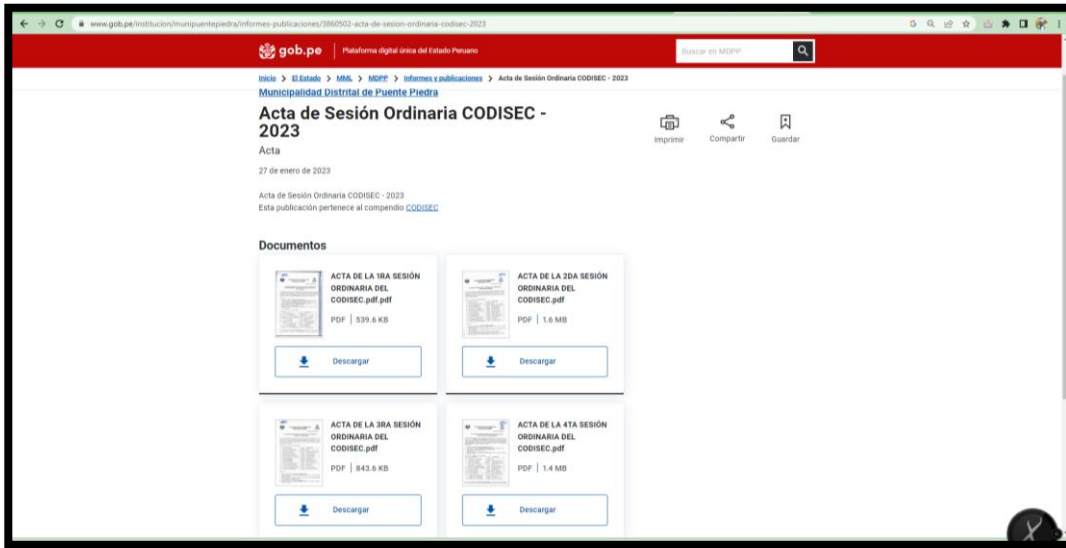 www.gob.pe/institucion/munipuentepiedra/informes-publicaciones/3860502-acta-de-sesion-ordinaria-codisec-2023
gob.pe Plataforma digital única del Estado Peruano
Buscar en MDPP
Inicio > El Estado > MML > MDPP > Informes y publicaciones > Acta de Sesión Ordinaria CODISEC - 2023
Municipalidad Distrital de Puente Piedra
Acta de Sesión Ordinaria CODISEC -
2023
Acta
27 de enero de 2023
Imprimir Compartir Guardar
Acta de Sesión Ordinaria CODISEC - 2023
Esta publicación pertenece al compendio CODISEC
Documentos
ACTA DE LA 1RA SESIÓN
ORDINARIA DEL
CODISEC.pdf.pdf
PDF | 539.6 KB
Descargar
ACTA DE LA 2DA SESIÓN
ORDINARIA DEL
CODISEC.pdf
PDF | 1.6 MB
Descargar
ACTA DE LA 3RA SESIÓN
ORDINARIA DEL
CODISEC.pdf
PDF | 843.6 KB
Descargar
ACTA DE LA 4TA SESIÓN
ORDINARIA DEL
CODISEC.pdf
PDF | 1.4 MB
Descargar